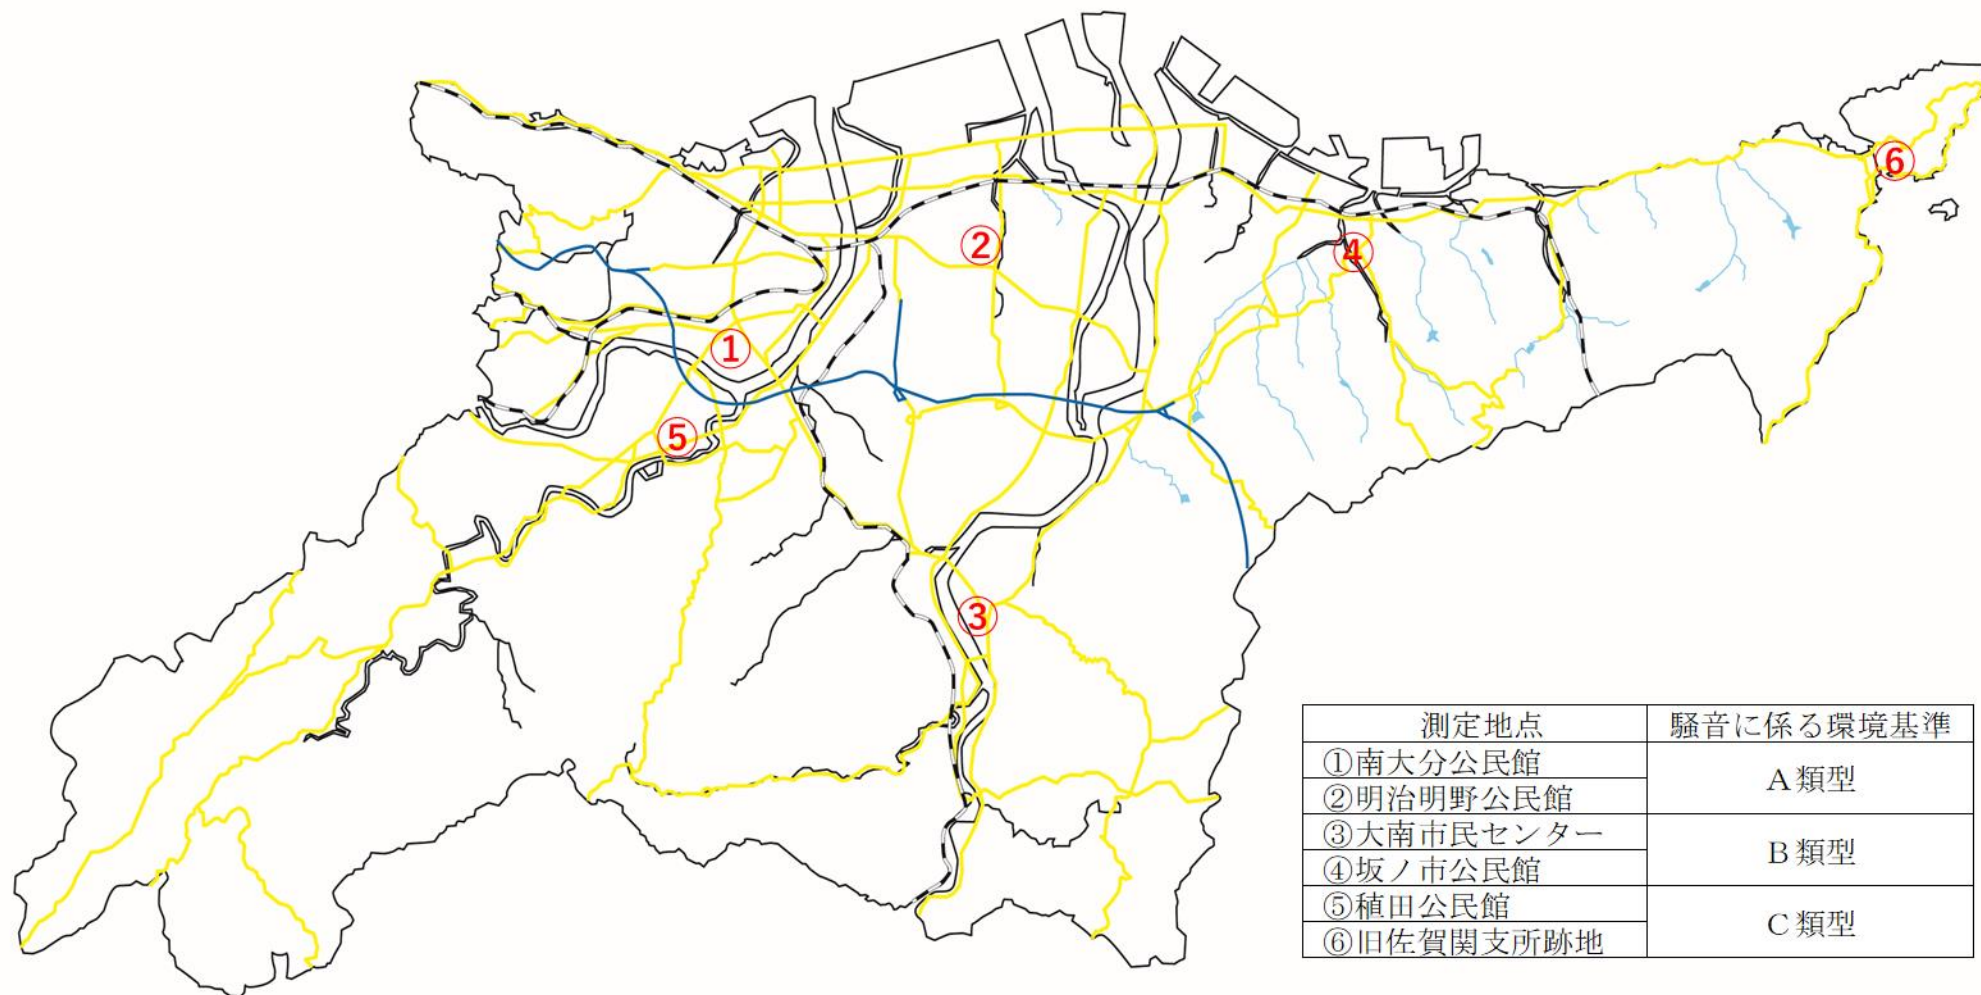 ①
②
③
④
⑤
⑥
測定地点 騒音に係る環境基準
①南大分公民館 A類型
②明治明野公民館
③大南市民センター B類型
④坂ノ市公民館
⑤稙田公民館 C類型
⑥旧佐賀関支所跡地